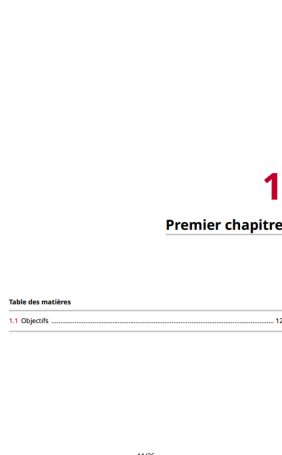 1
Premier chapitre
Table des matières
1.1 Objectifs ........................................................ 12